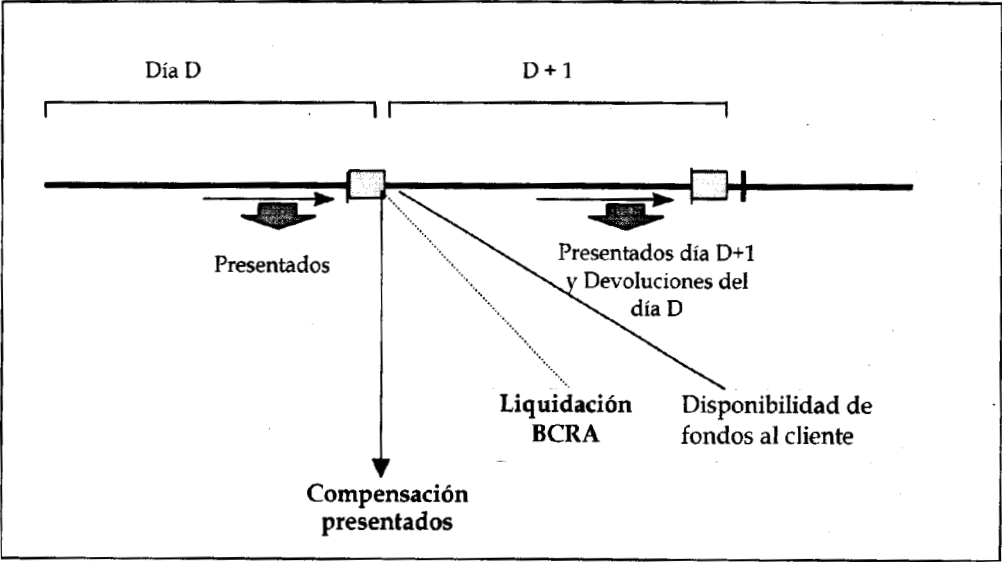 Día D
D + 1
Presentados
Presentados día D+1
y Devoluciones del
día D
Liquidación
BCRA
Disponibilidad de
fondos al cliente
Compensación
presentados